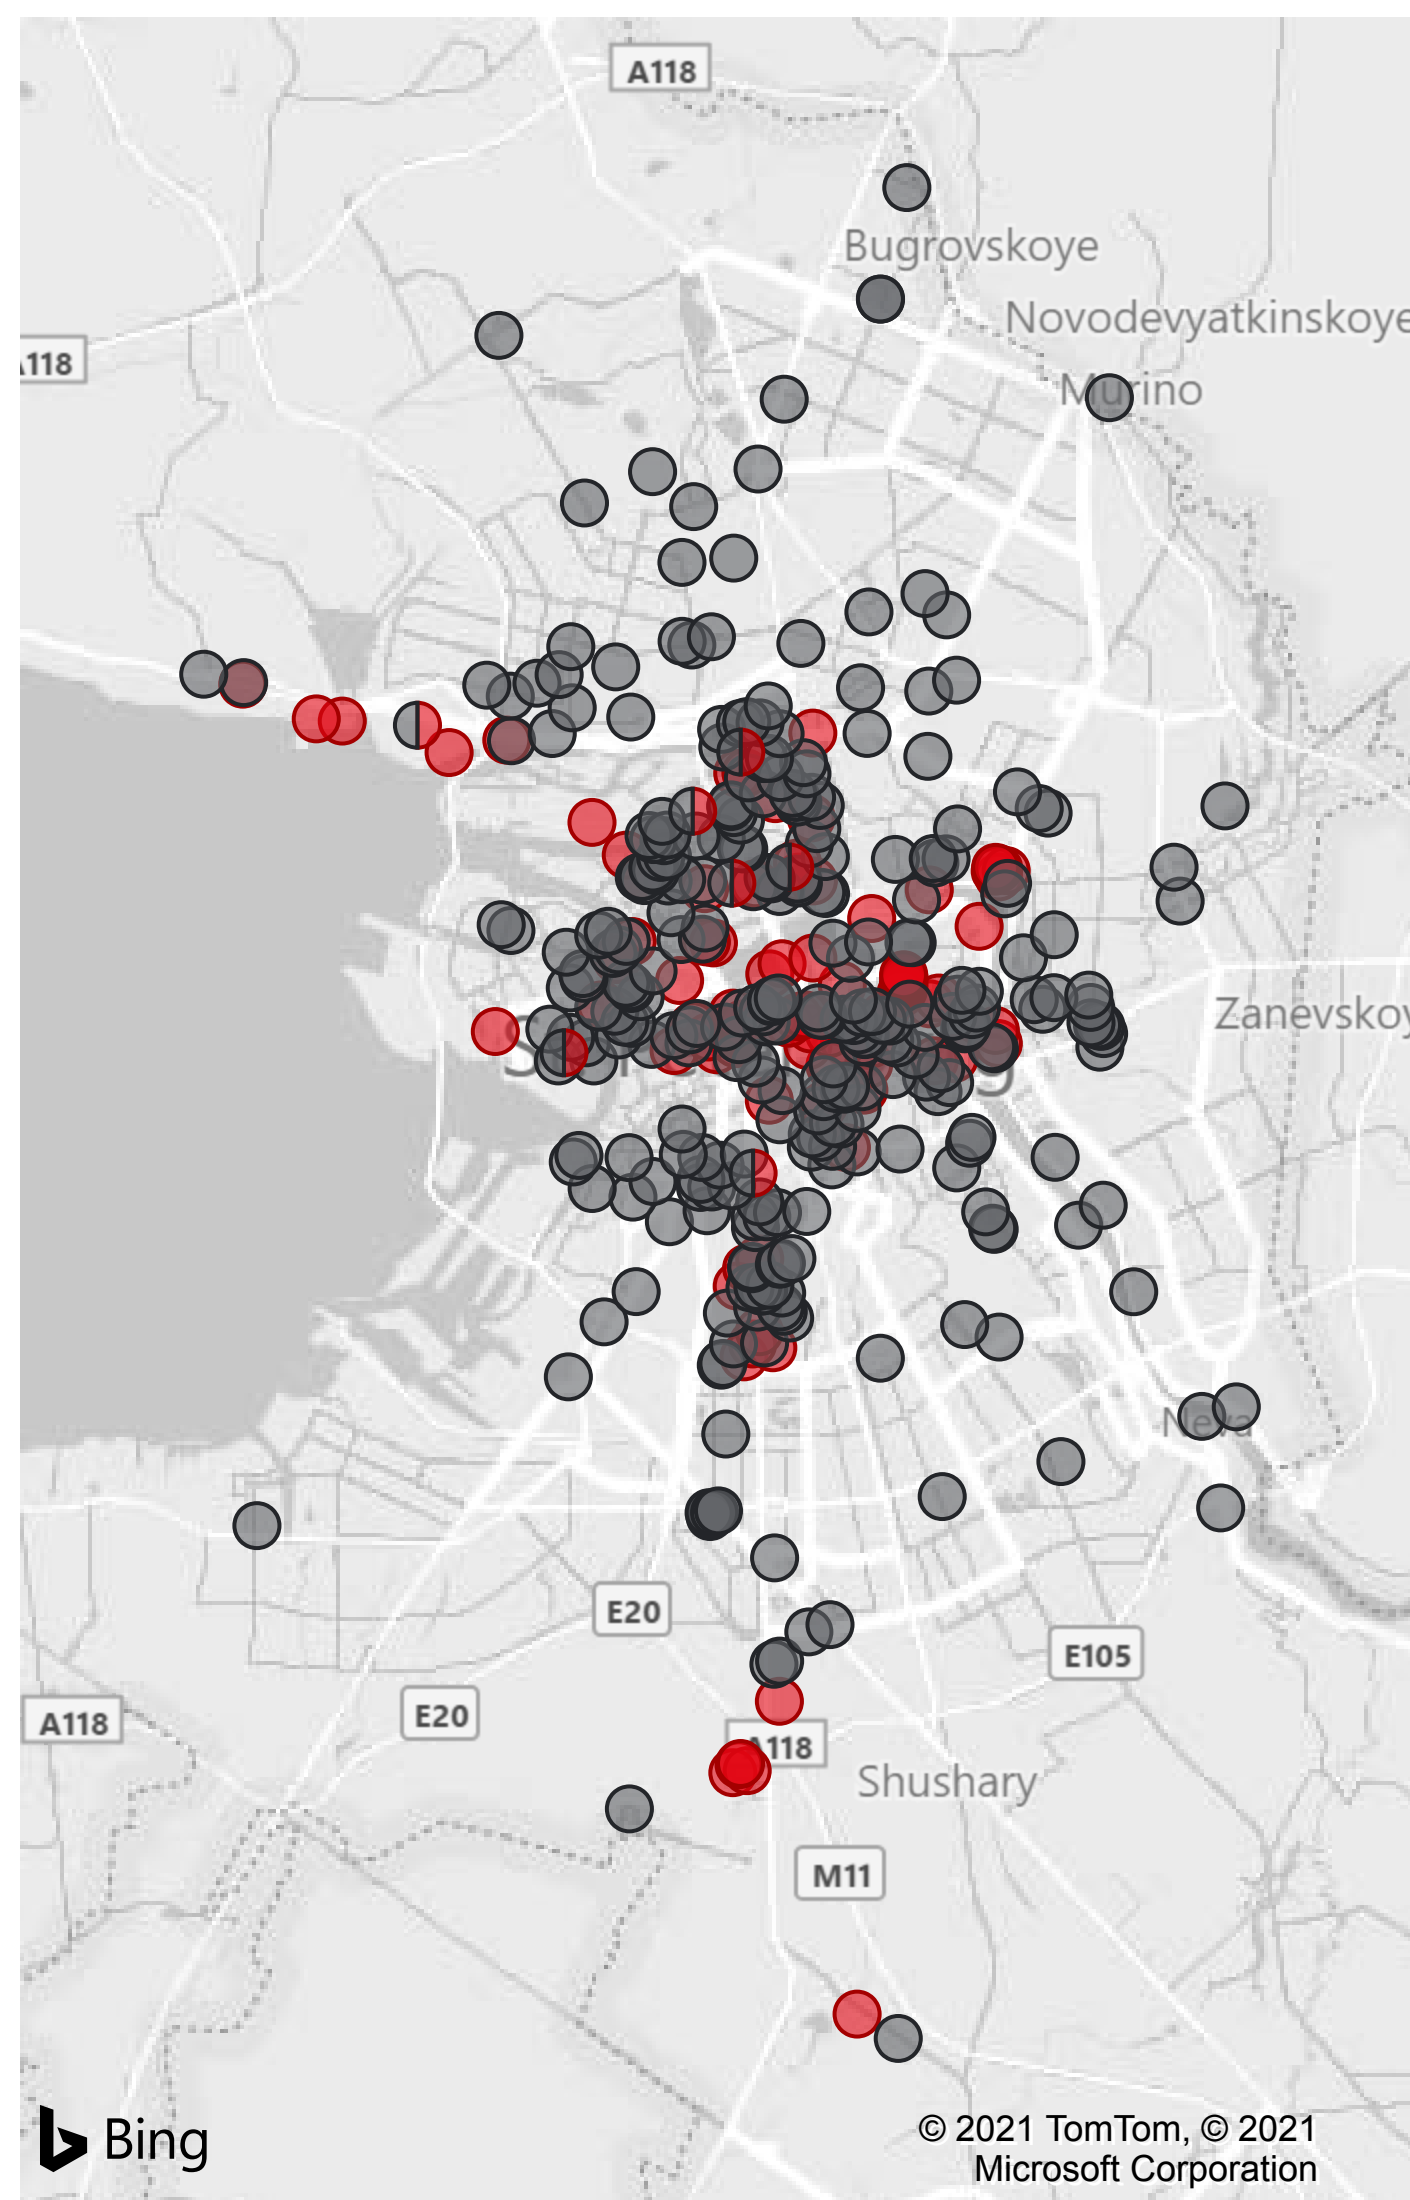 A118
Bugrovskoye
Novodevyatkinskoye
A118
Murino
Zanevskoy
Neva
E20
E105
A118
E20
A118
Shushary
M11
Bing
© 2021 TomTom, © 2021
Microsoft Corporation